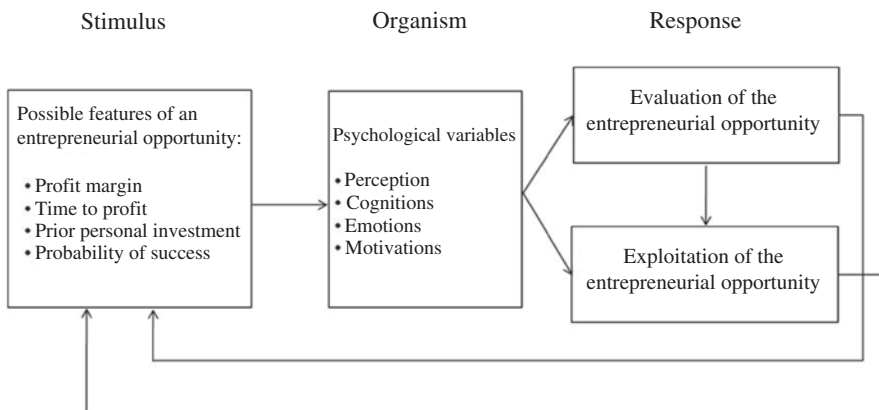 Stimulus
Organism
Response
Possible features of an
entrepreneurial opportunity:
• Profit margin
• Time to profit
• Prior personal investment
• Probability of success
Psychological variables
• Perception
• Cognitions
• Emotions
• Motivations
Evaluation of the
entrepreneurial opportunity
Exploitation of the
entrepreneurial opportunity